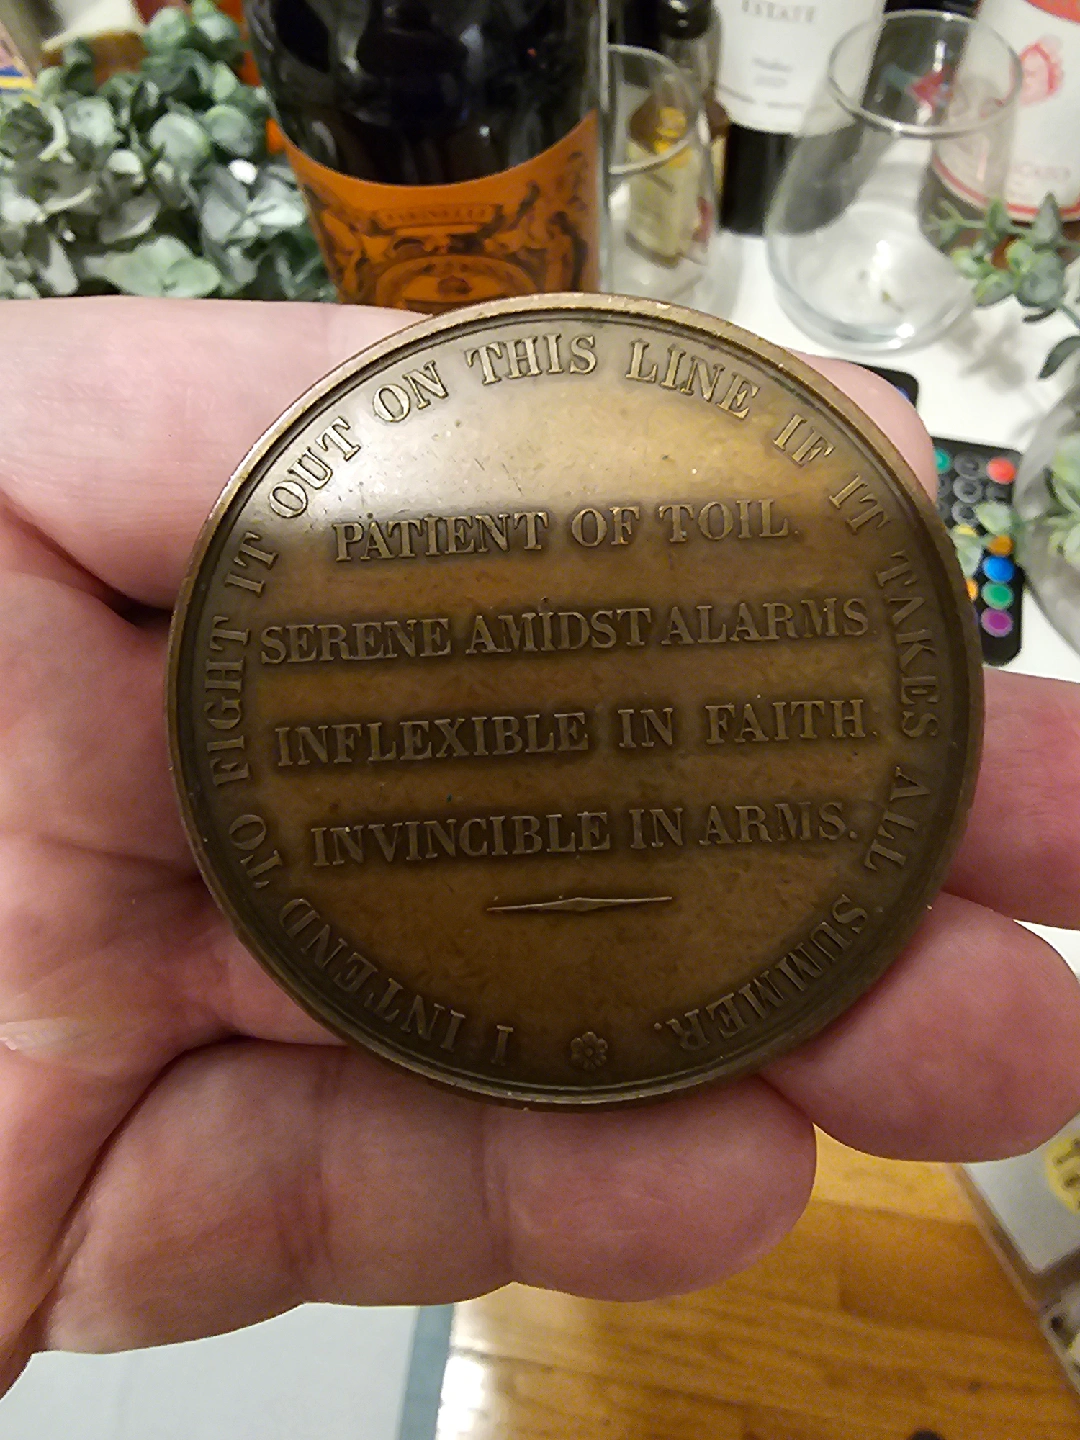 I INTEND TO FIGHT IT OUT ON THIS LINE IF IT TAKES ALL SUMMER.
PATIENT OF TOIL.
SERENE AMIDST ALARMS.
INFLEXIBLE IN FAITH.
INVINCIBLE IN ARMS.
ESTATE